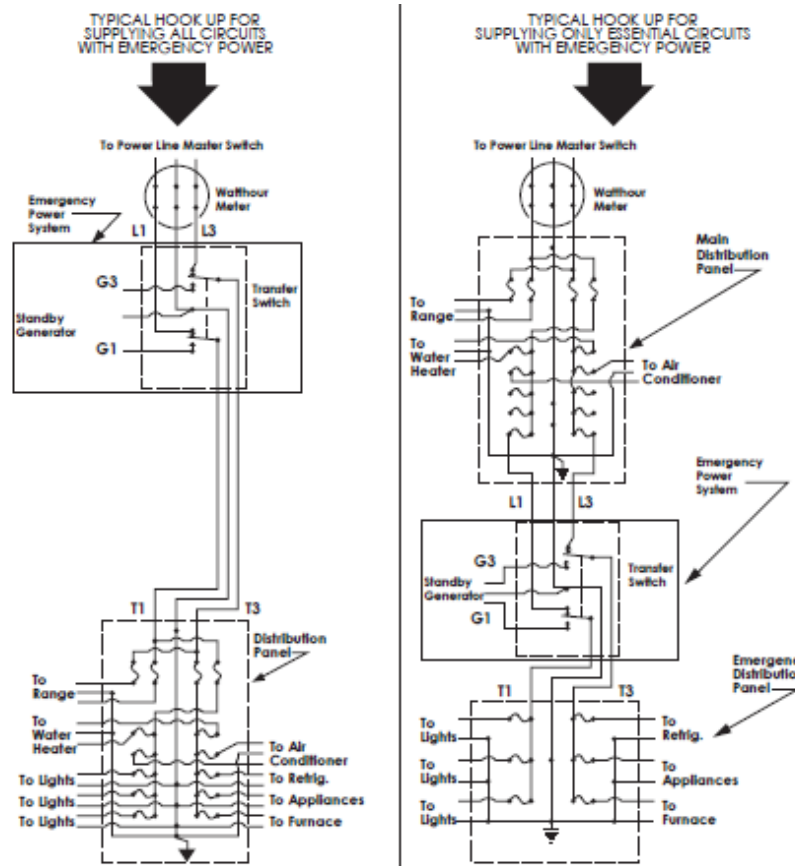 TYPICAL HOOK UP FOR
SUPPLYING ALL CIRCUITS
WITH EMERGENCY POWER
To Power Line Master Switch
Watthour
Meter
Emergency
Power
System
L1
L3
G3
Transfer
Switch
Standby
Generator
G1
T1
T3
Distribution
Panel
To
Range
To
Water
Heater
To Air
Conditioner
To Lights
To Refrig.
To Lights
To Appliances
To Lights
To Furnace
TYPICAL HOOK UP FOR
SUPPLYING ONLY ESSENTIAL CIRCUITS
WITH EMERGENCY POWER
To Power Line Master Switch
Watthour
Meter
Main
Distribution
Panel
To
Range
To
Water
Heater
To Air
Conditioner
Emergency
Power
System
L1
L3
G3
Transfer
Switch
Standby
Generator
G1
Emergenc
Distributio
Panel
T1
T3
To
Lights
To
Refrig.
To
Lights
To
Appliances
To
Lights
To
Furnace